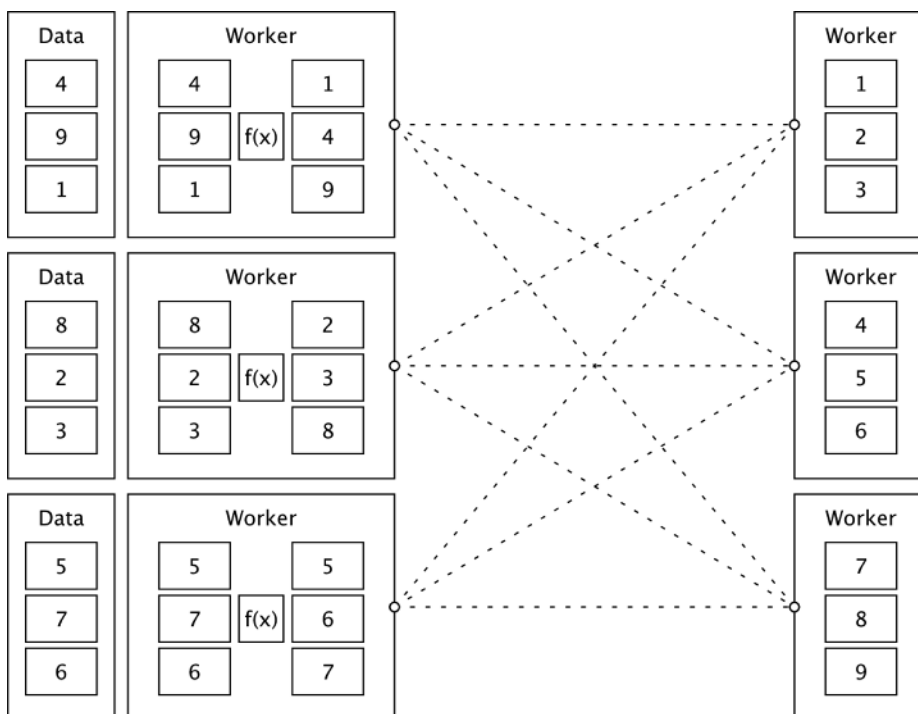 Data Worker Worker
4 4 1 1
9 9 f(x) 4 2
1 1 9 3
Data Worker Worker
8 8 2 4
2 2 f(x) 3 5
3 3 8 6
Data Worker Worker
5 5 5 7
7 7 f(x) 6 8
6 6 7 9